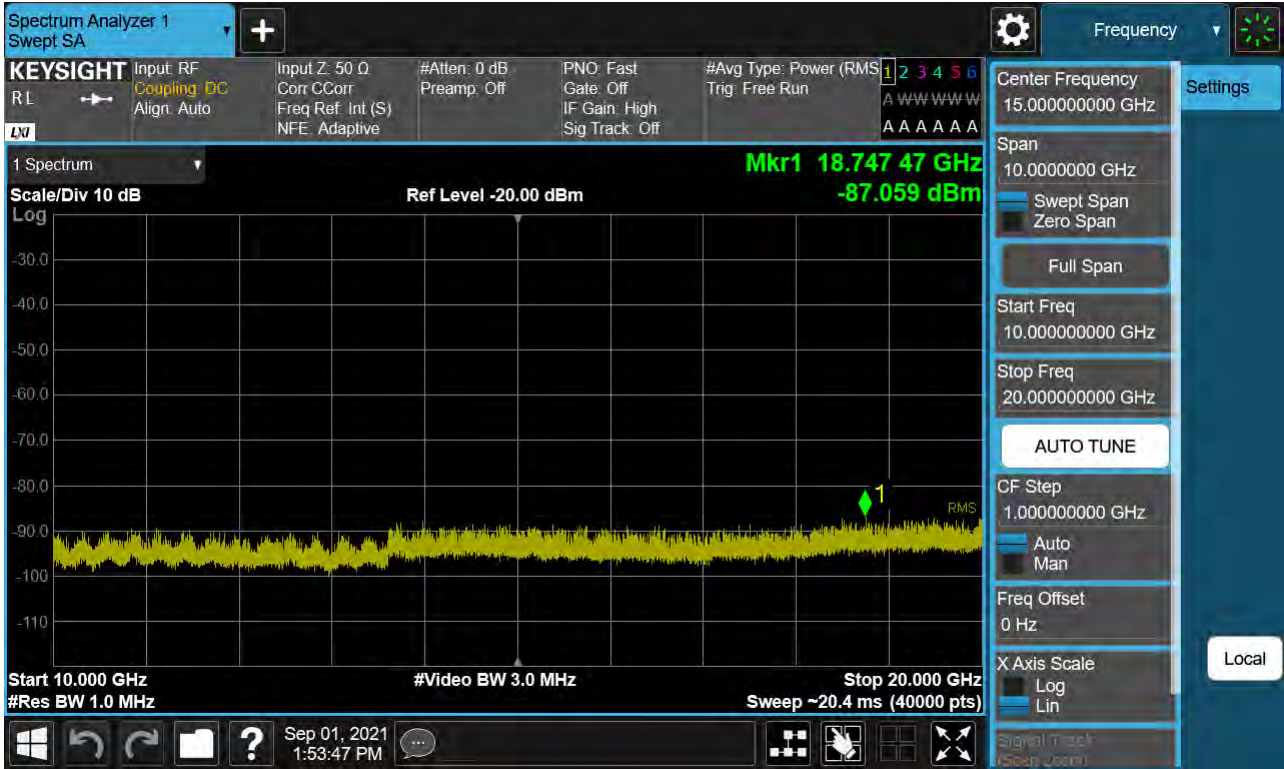 Spectrum Analyzer 1
Swept SA
+
Frequency
KEYSIGHT
RL
LXI
Input: RF
Coupling: DC
Align: Auto
Input Z: 50 Ω
Corr CCorr
Freq Ref: Int (S)
NFE: Adaptive
#Atten: 0 dB
Preamp: Off
PNO: Fast
Gate: Off
IF Gain: High
Sig Track: Off
#Avg Type: Power (RMS
Trig: Free Run
1 2 3 4 5 6
A W W W W W
A A A A A A
1 Spectrum
Mkr1 18.747 47 GHz
Scale/Div 10 dB
Ref Level -20.00 dBm
-87.059 dBm
Log
-30.0
-40.0
-50.0
-60.0
-70.0
-80.0
1
RMS
-90.0
-100
-110
Start 10.000 GHz
#Video BW 3.0 MHz
Stop 20.000 GHz
#Res BW 1.0 MHz
Sweep ~20.4 ms (40000 pts)
Center Frequency
15.000000000 GHz
Settings
Span
10.0000000 GHz
Swept Span
Zero Span
Full Span
Start Freq
10.000000000 GHz
Stop Freq
20.000000000 GHz
AUTO TUNE
CF Step
1.000000000 GHz
Auto
Man
Freq Offset
0 Hz
X Axis Scale
Log
Lin
Local
Signal Track
(Span Zoom)
?
Sep 01, 2021
1:53:47 PM